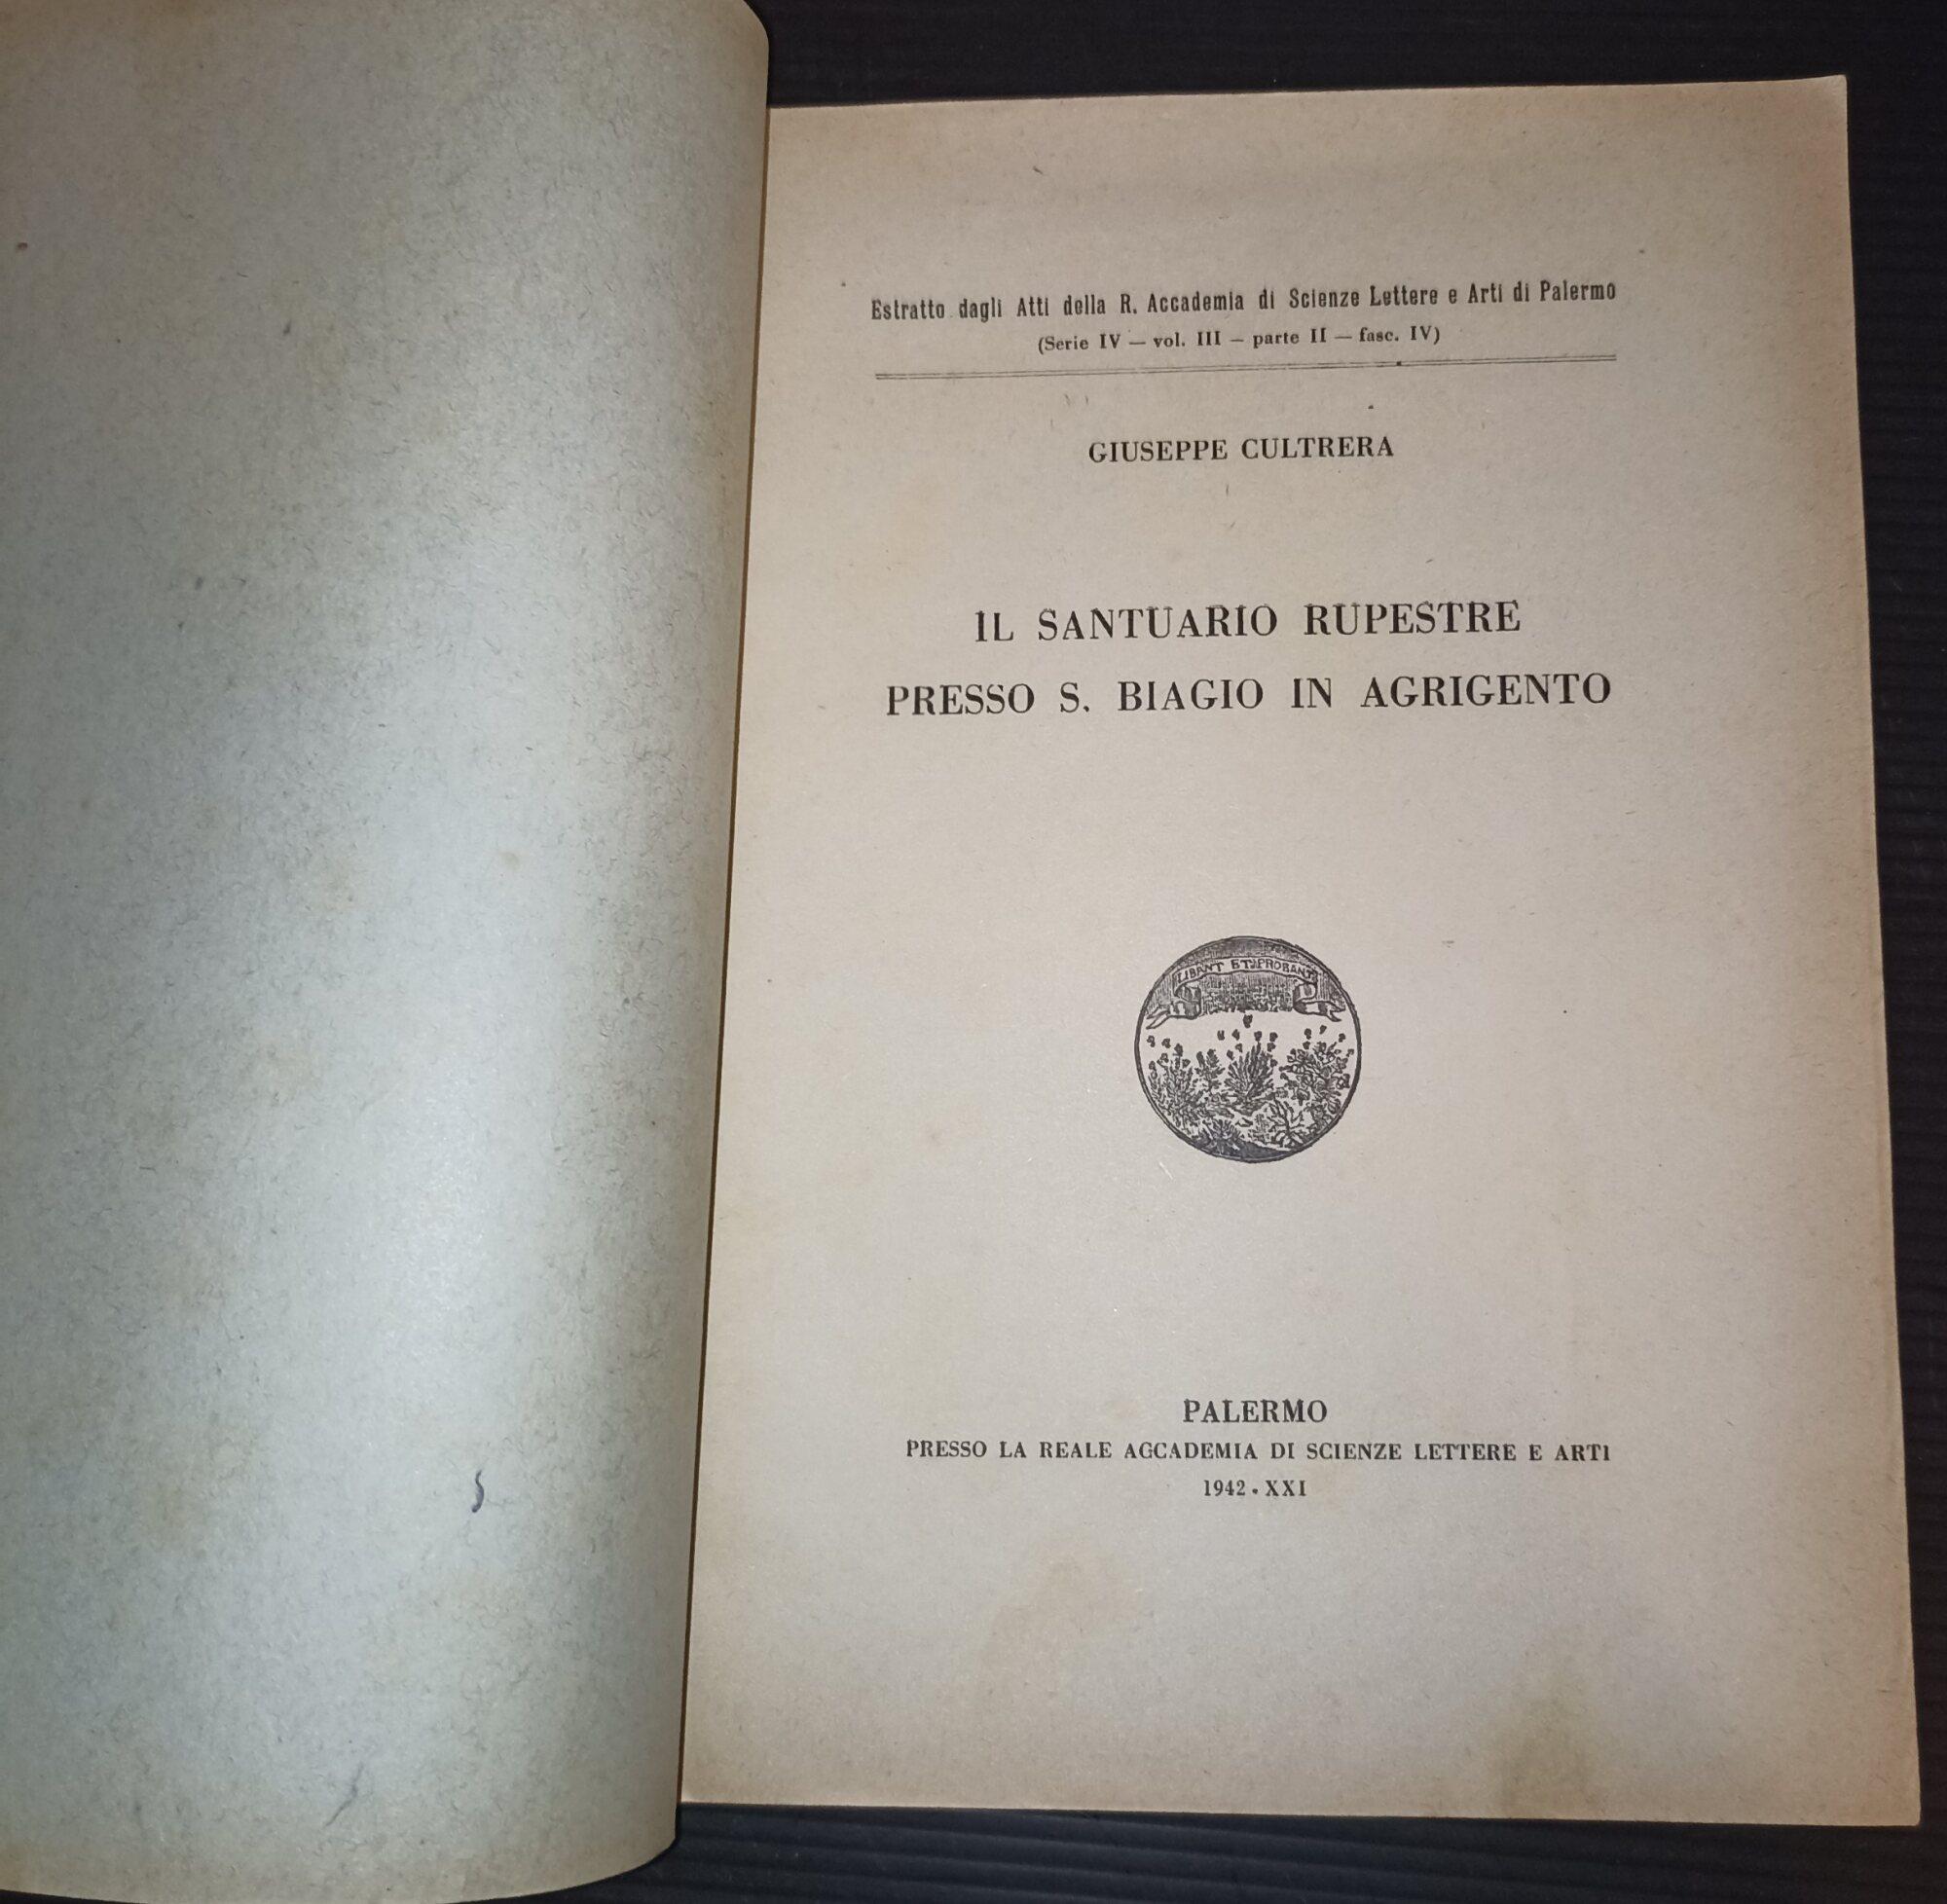 Estratto dagli Atti della R. Accademia di Scienze Lettere e Arti di Palermo
(Serie IV — vol. III — parte II — fasc. IV)
GIUSEPPE CULTRERA
IL SANTUARIO RUPESTRE
PRESSO S. BIAGIO IN AGRIGENTO
LIBANT ET PROBANT
PALERMO
PRESSO LA REALE ACCADEMIA DI SCIENZE LETTERE E ARTI
1942 - XXI